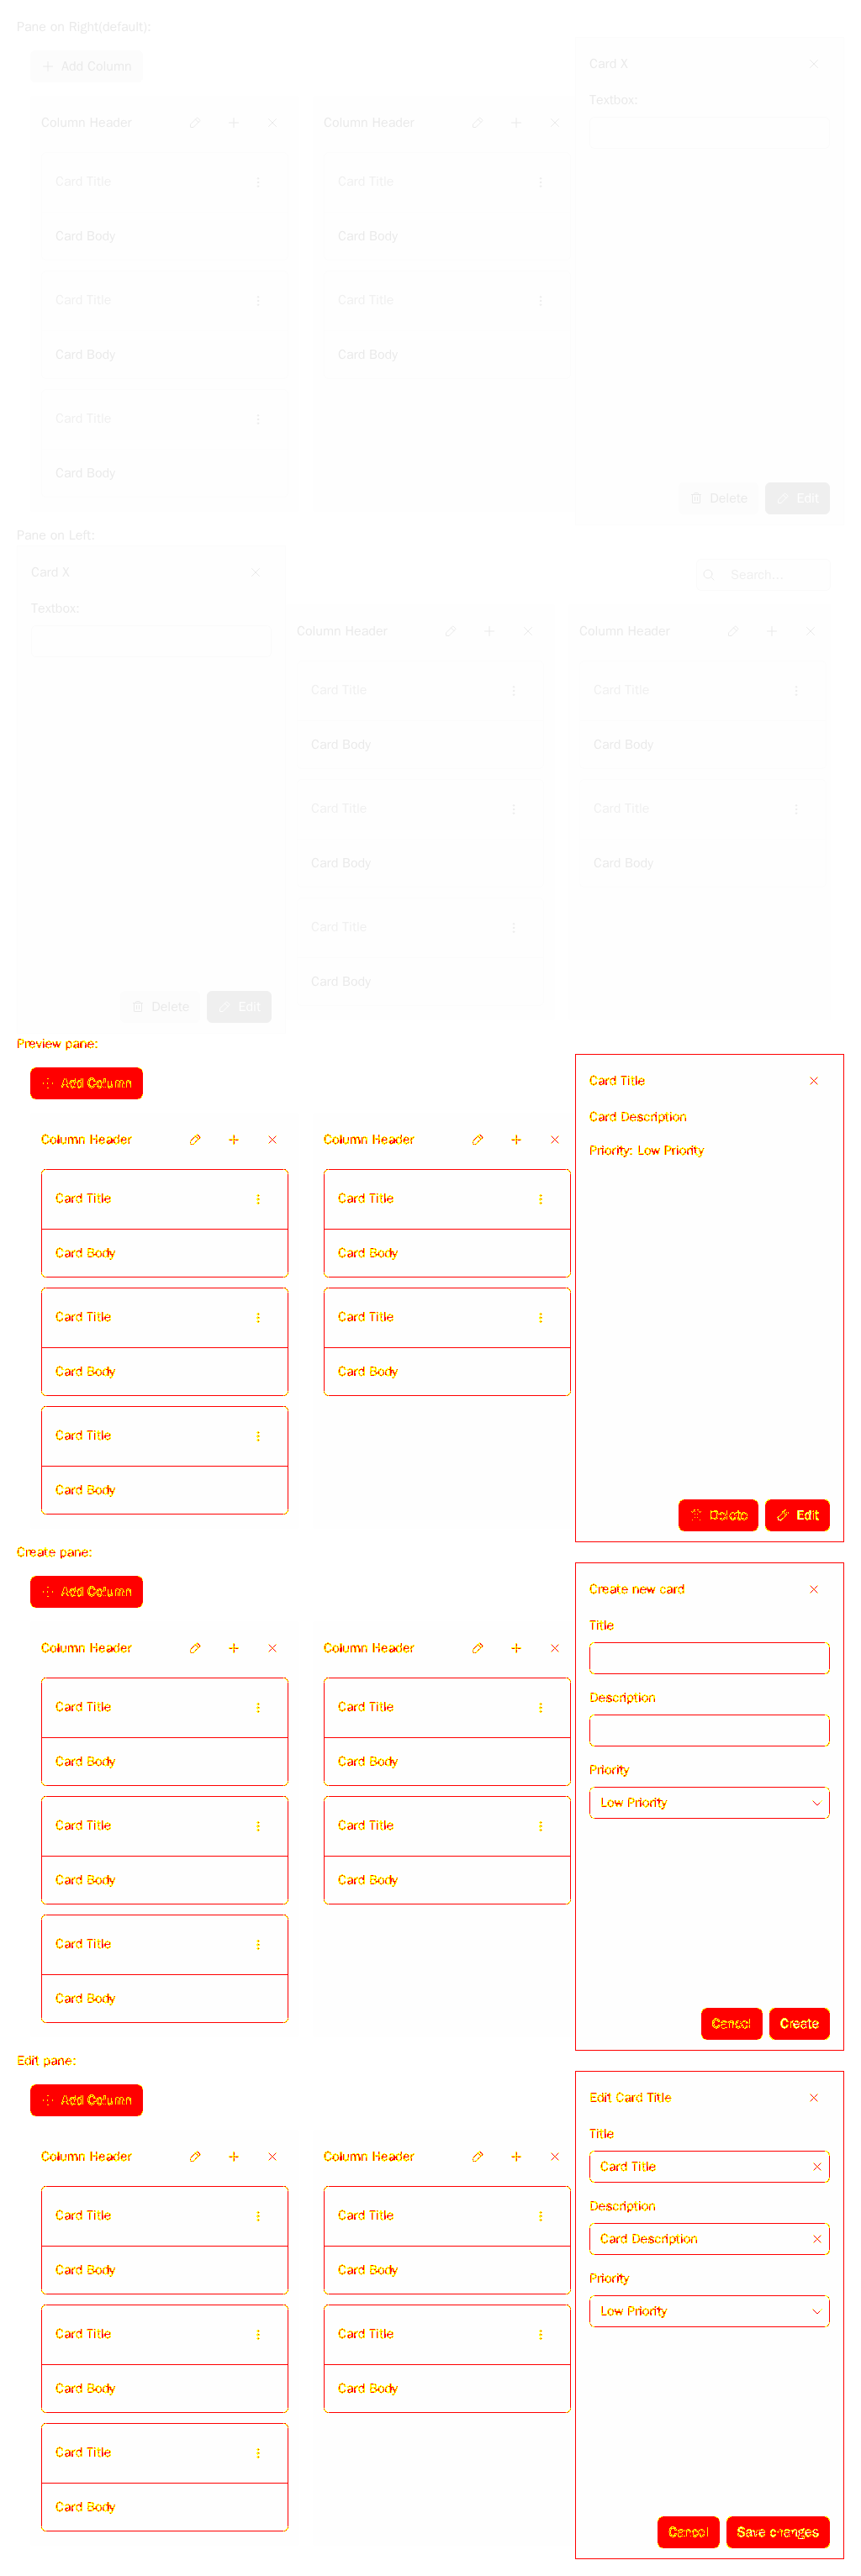 Pane on Right(default):
Add Column
Card X
Textbox:
Column Header
Column Header
Card Title
Card Title
Card Body
Card Body
Card Title
Card Title
Card Body
Card Body
Card Title
Card Body
Delete
Edit
Pane on Left:
Card X
Search...
Textbox:
Column Header
Column Header
Card Title
Card Title
Card Body
Card Body
Card Title
Card Title
Card Body
Card Body
Card Title
Card Body
Delete
Edit
Preview pane:
Add Column
Card Title
Card Description
Priority: Low Priority
Column Header
Column Header
Card Title
Card Title
Card Body
Card Body
Card Title
Card Title
Card Body
Card Body
Card Title
Card Body
Delete
Edit
Create pane:
Add Column
Create new card
Title
Description
Priority
Low Priority
Column Header
Column Header
Card Title
Card Title
Card Body
Card Body
Card Title
Card Title
Card Body
Card Body
Card Title
Card Body
Cancel
Create
Edit pane:
Add Column
Edit Card Title
Title
Card Title
Description
Card Description
Priority
Low Priority
Column Header
Column Header
Card Title
Card Title
Card Body
Card Body
Card Title
Card Title
Card Body
Card Body
Card Title
Card Body
Cancel
Save changes